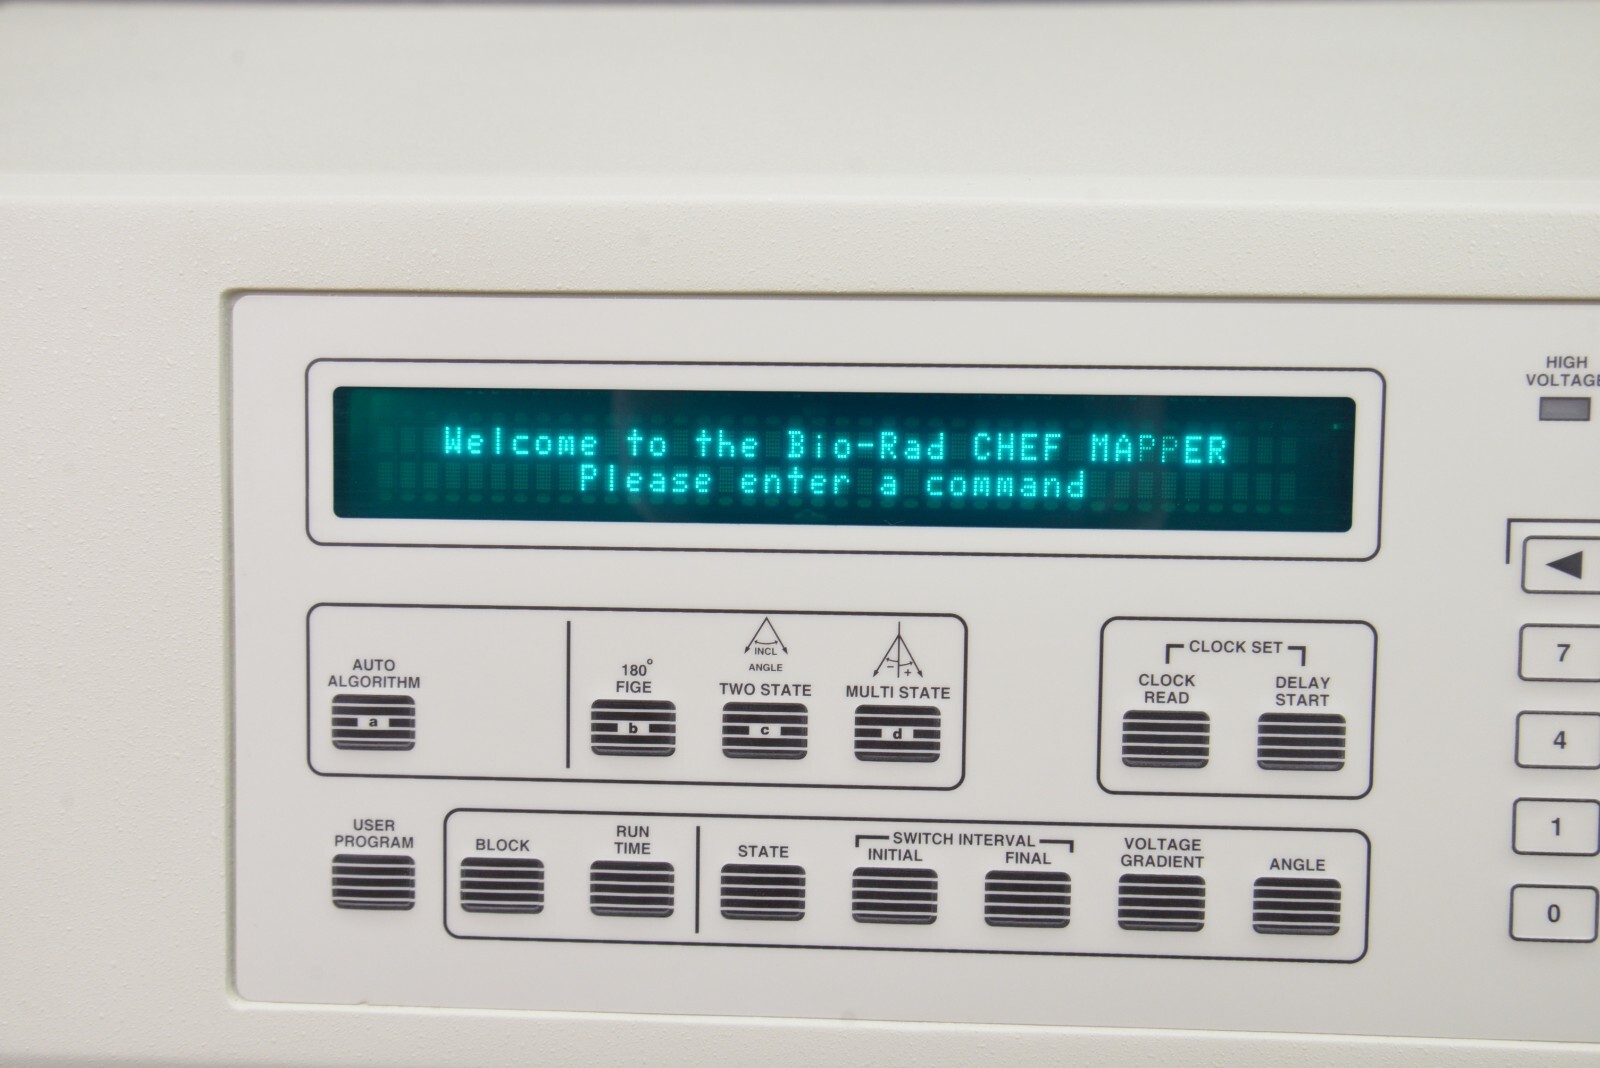 HIGH
VOLTAGE
Welcome to the Bio-Rad CHEF MAPPER
Please enter a command
AUTO
ALGORITHM
a
180°
FIGE
b
INCL
ANGLE
TWO STATE
c
- +
MULTI STATE
d
CLOCK SET
CLOCK
READ
DELAY
START
USER
PROGRAM
BLOCK
RUN
TIME
STATE
SWITCH INTERVAL
INITIAL
FINAL
VOLTAGE
GRADIENT
ANGLE
7
4
1
0